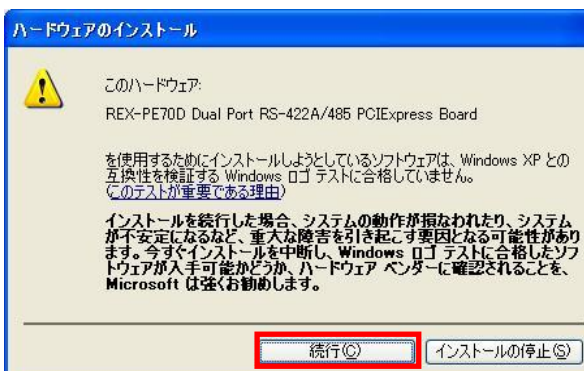 ハードウェアのインストール
このハードウェア:
REX-PE70D Dual Port RS-422A/485 PCIExpress Board
を使用するためにインストールしようとしているソフトウェアは、Windows XP との
互換性を検証する Windows ロゴ テストに合格していません。
(このテストが重要である理由)
インストールを続行した場合、システムの動作が損なわれたり、システム
が不安定になるなど、重大な障害を引き起こす要因となる可能性があり
ます。今すぐインストールを中断し、Windows ロゴ テストに合格したソフ
トウェアが入手可能かどうか、ハードウェア ベンダーに確認されることを、
Microsoft は強くお勧めします。
続行(C) インストールの停止(S)